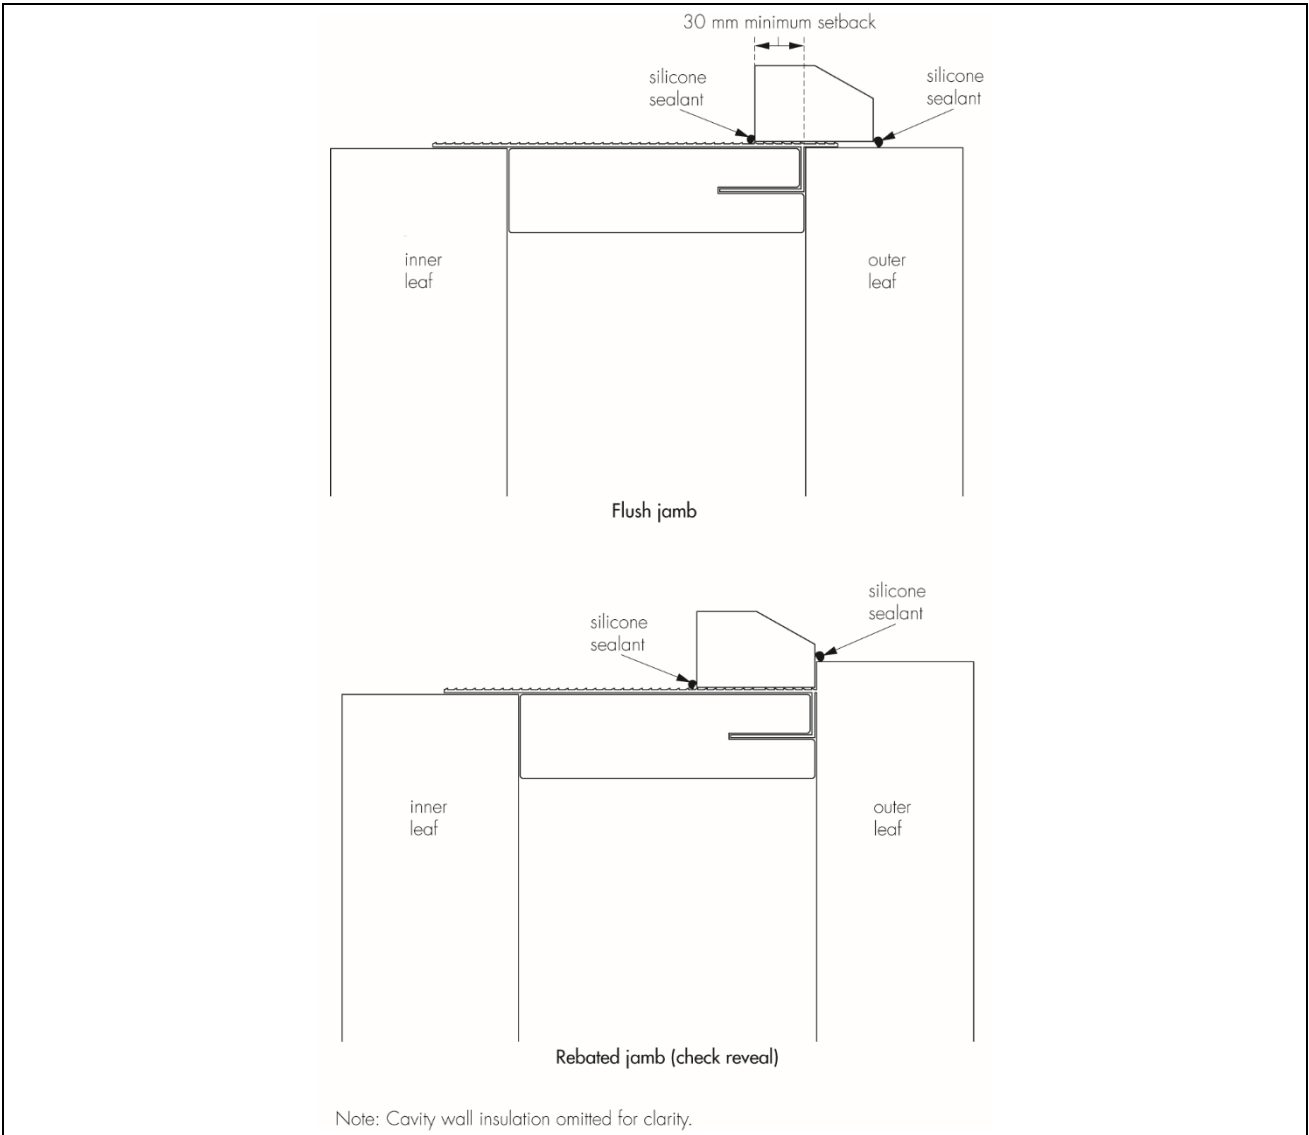 30 mm minimum setback
silicone
sealant
silicone
sealant
inner
leaf
outer
leaf
Flush jamb
silicone
sealant
silicone
sealant
inner
leaf
outer
leaf
Rebated jamb (check reveal)
Note: Cavity wall insulation omitted for clarity.